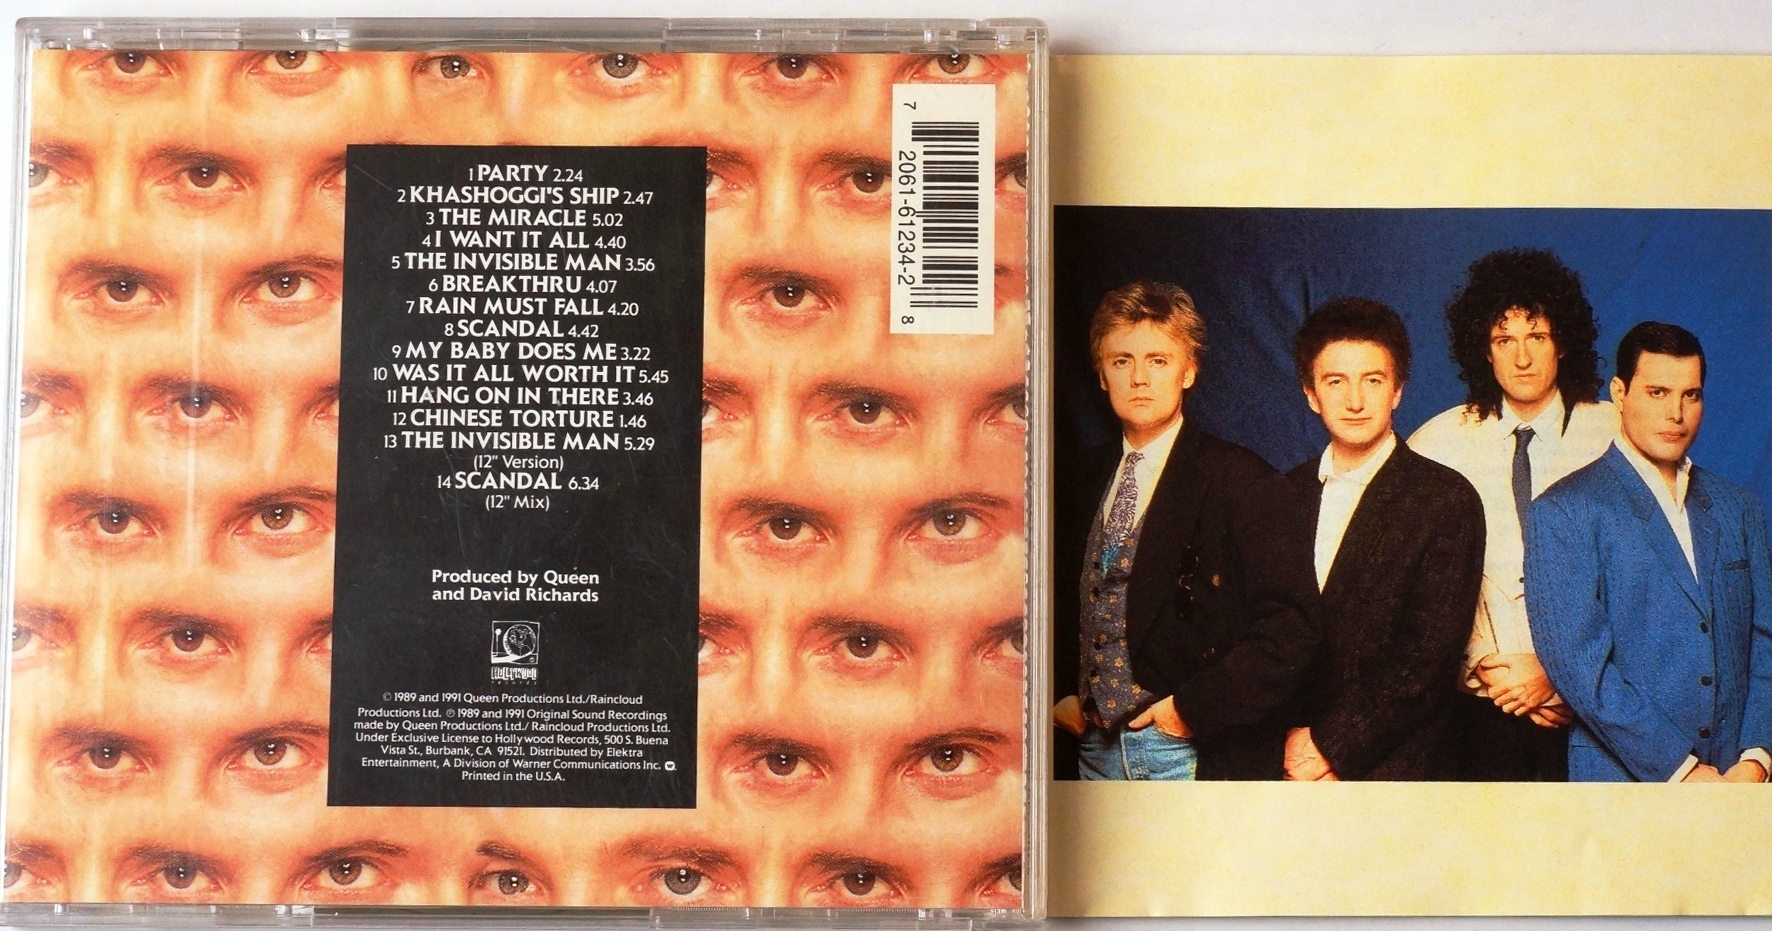 1 PARTY 2.24
2 KHASHOGGI'S SHIP 2.47
3 THE MIRACLE 5.02
4 I WANT IT ALL 4.40
5 THE INVISIBLE MAN 3.56
6 BREAKTHRU 4.07
7 RAIN MUST FALL 4.20
8 SCANDAL 4.42
9 MY BABY DOES ME 3.22
10 WAS IT ALL WORTH IT 5.45
11 HANG ON IN THERE 3.46
12 CHINESE TORTURE 1.46
13 THE INVISIBLE MAN 5.29
(12" Version)
14 SCANDAL 6.34
(12" Mix)
Produced by Queen
and David Richards
HOLLYWOOD
records
© 1989 and 1991 Queen Productions Ltd./Raincloud
Productions Ltd. ℗ 1989 and 1991 Original Sound Recordings
made by Queen Productions Ltd./ Raincloud Productions Ltd.
Under Exclusive License to Hollywood Records, 500 S. Buena
Vista St., Burbank, CA 91521. Distributed by Elektra
Entertainment, A Division of Warner Communications Inc.
Printed in the U.S.A.
7 2061-61234-2 8